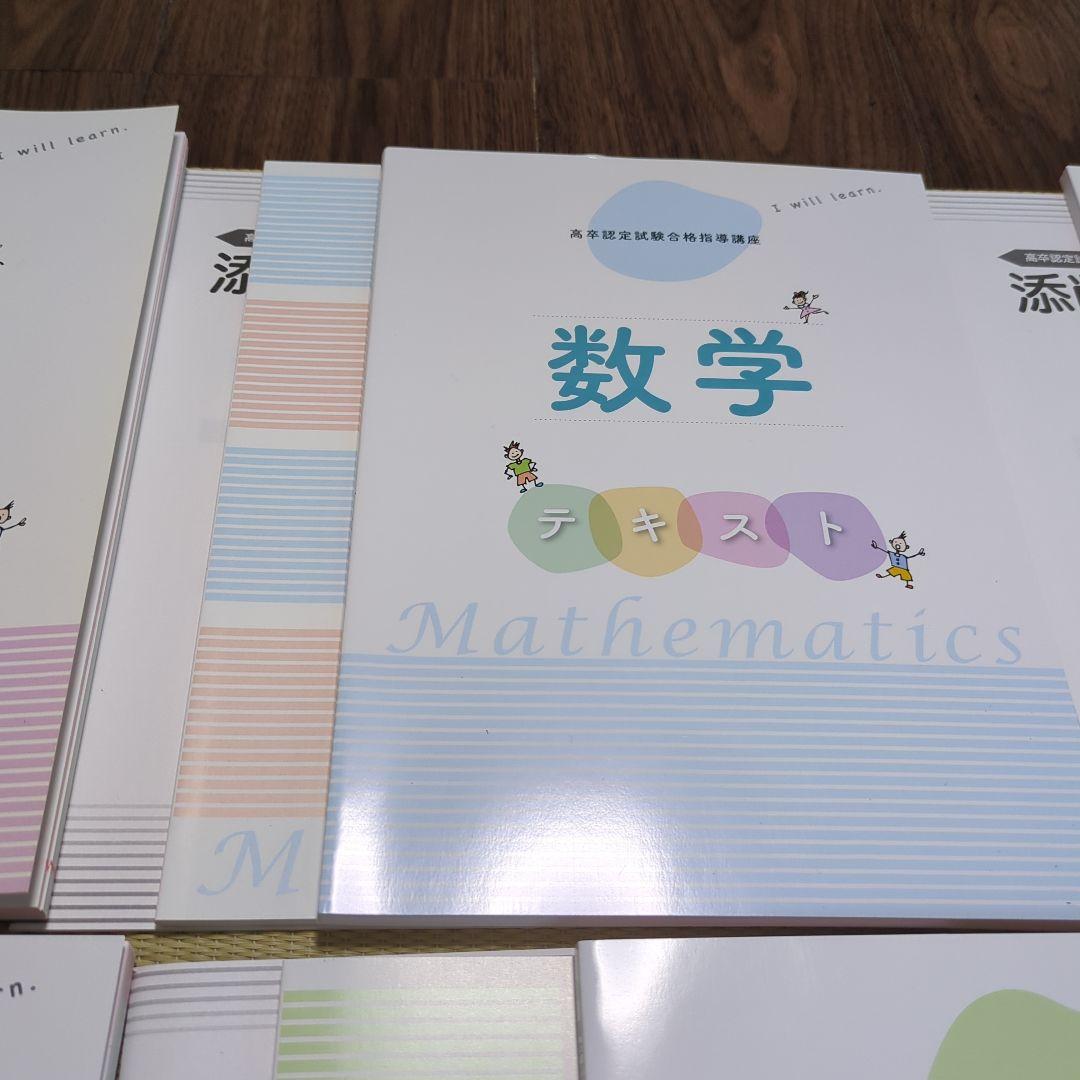 I will learn.
I will learn.
高卒認定試験合格指導講座
数学
テキスト
Mathematics
M
添
高卒認定
添
n.